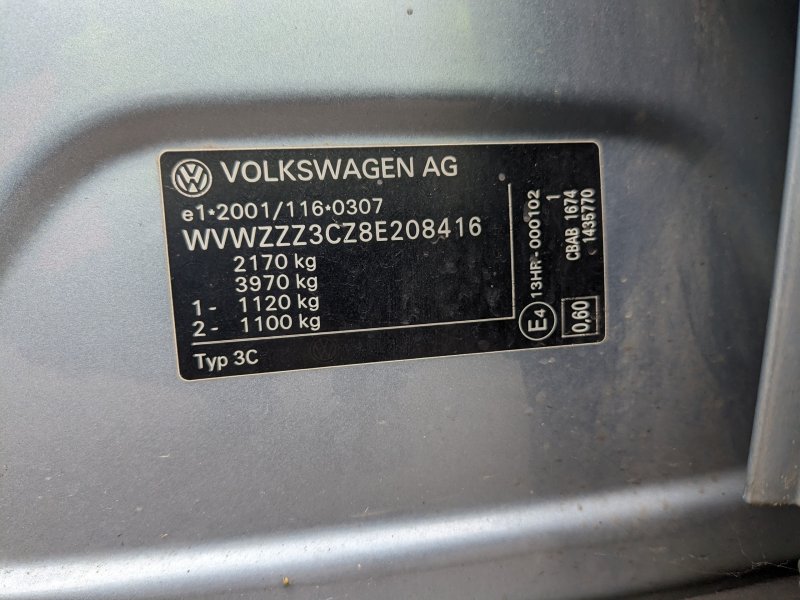 VOLKSWAGEN AG
e1*2001/116*0307
WVWZZZ3CZ8E208416
2170 kg
3970 kg
1- 1120 kg
2- 1100 kg
Typ 3C
E4
13HR-000102
CBAB 1674
1
1435770
0,60